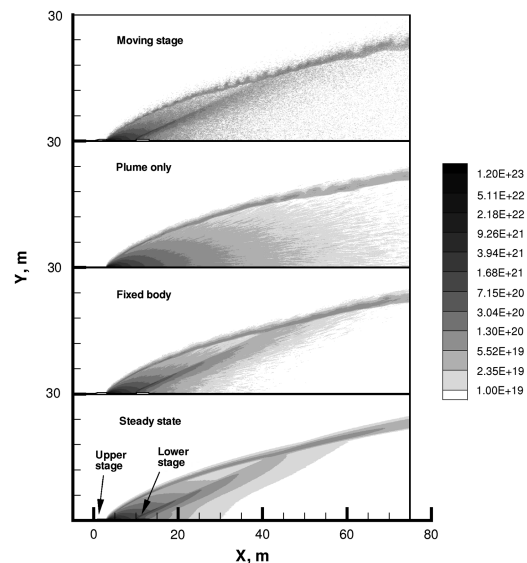 30
Moving stage
30
Plume only
30
Fixed body
30
Steady state
Upper
stage
Lower
stage
Y, m
0
20
40
60
80
X, m
1.20E+23
5.11E+22
2.18E+22
9.26E+21
3.94E+21
1.68E+21
7.15E+20
3.04E+20
1.30E+20
5.52E+19
2.35E+19
1.00E+19